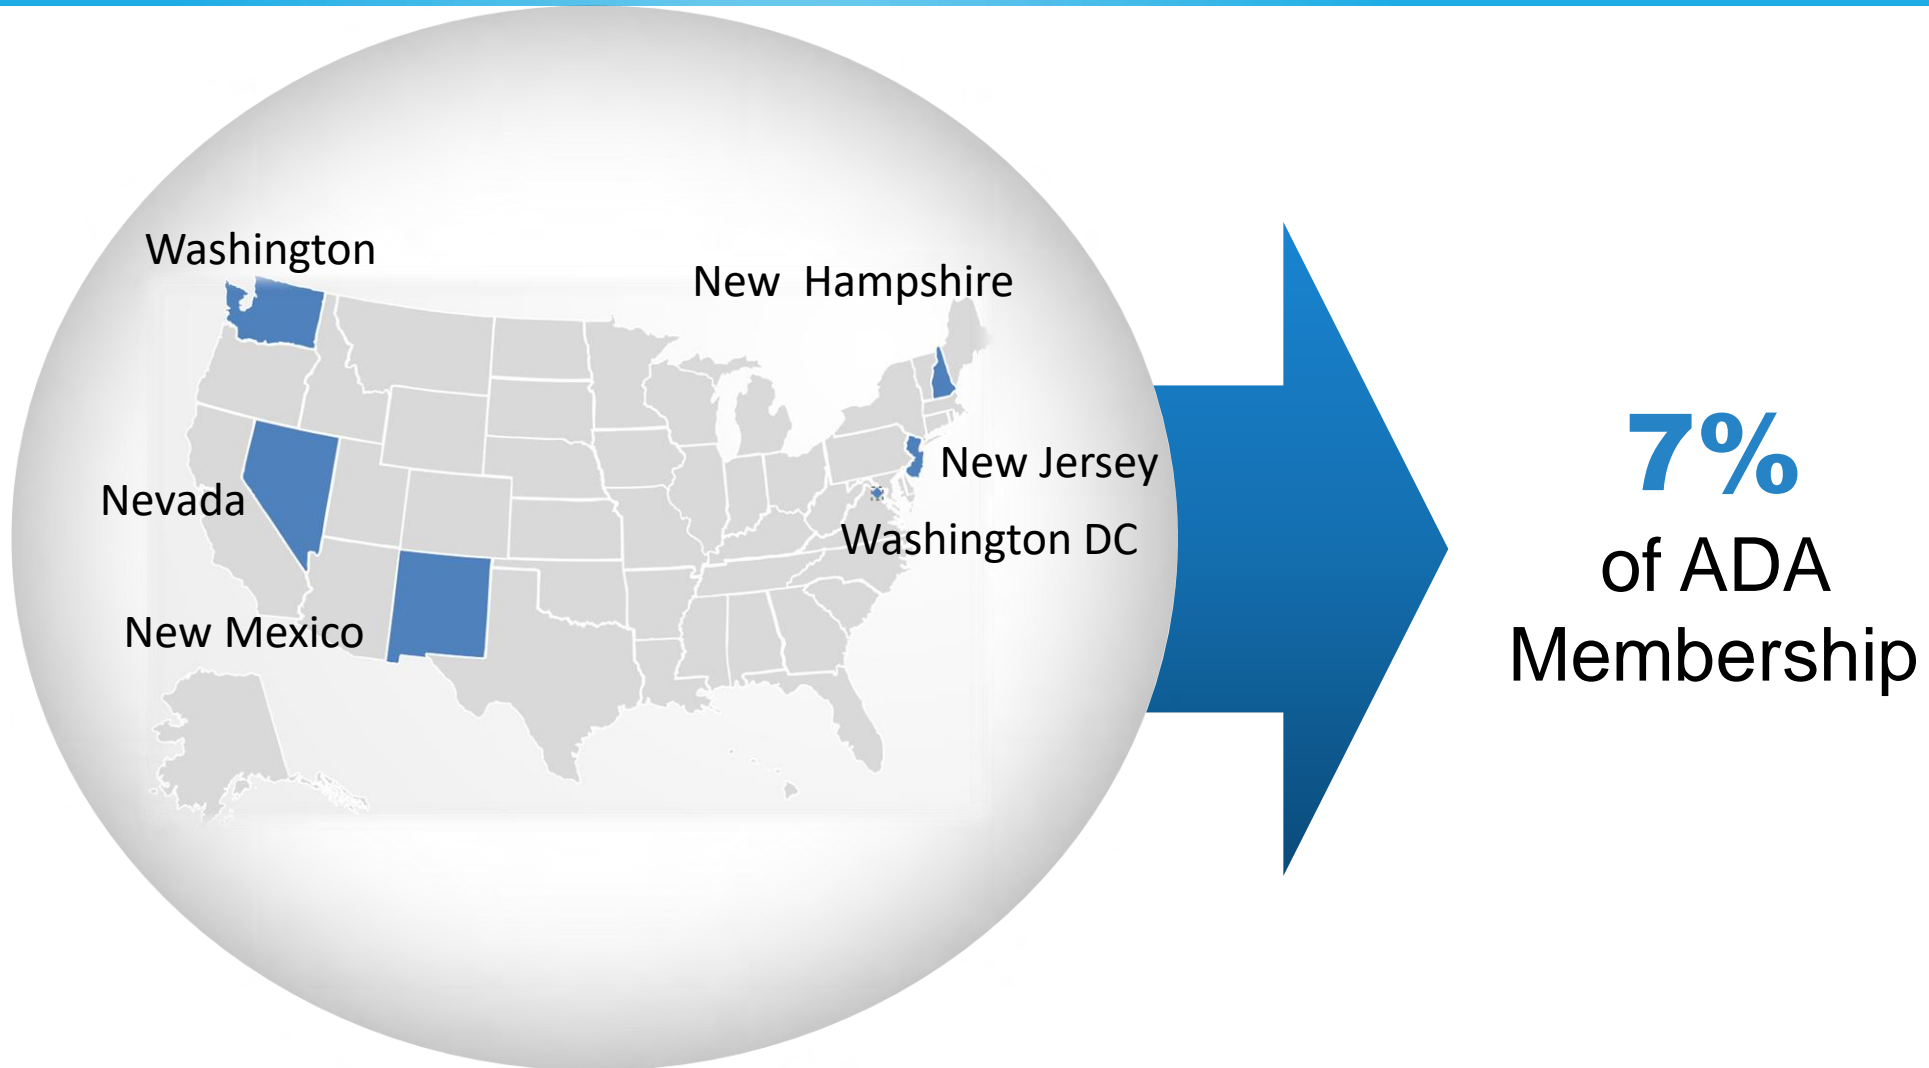 Washington
New  Hampshire
New Jersey
Nevada
Washington DC
New Mexico
7%
of ADA
Membership